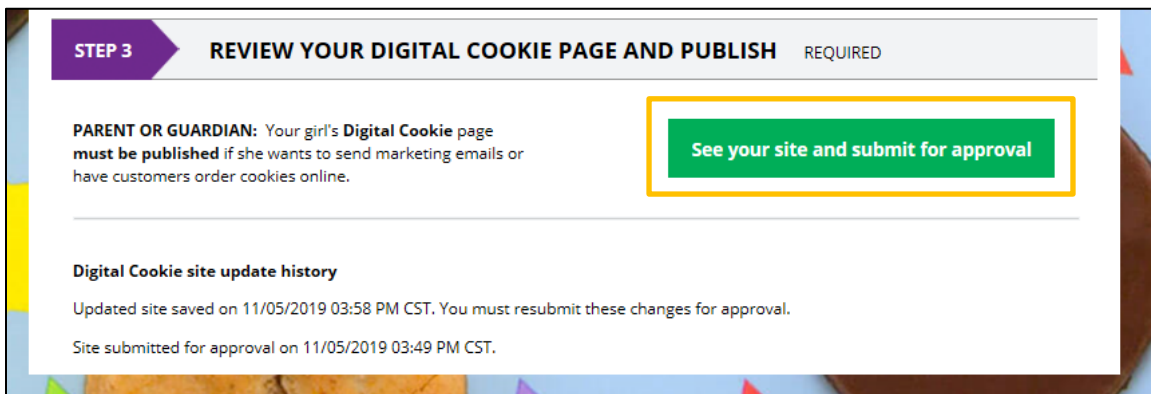 STEP 3 REVIEW YOUR DIGITAL COOKIE PAGE AND PUBLISH REQUIRED
PARENT OR GUARDIAN: Your girl's Digital Cookie page
must be published if she wants to send marketing emails or
have customers order cookies online.
See your site and submit for approval
Digital Cookie site update history
Updated site saved on 11/05/2019 03:58 PM CST. You must resubmit these changes for approval.
Site submitted for approval on 11/05/2019 03:49 PM CST.